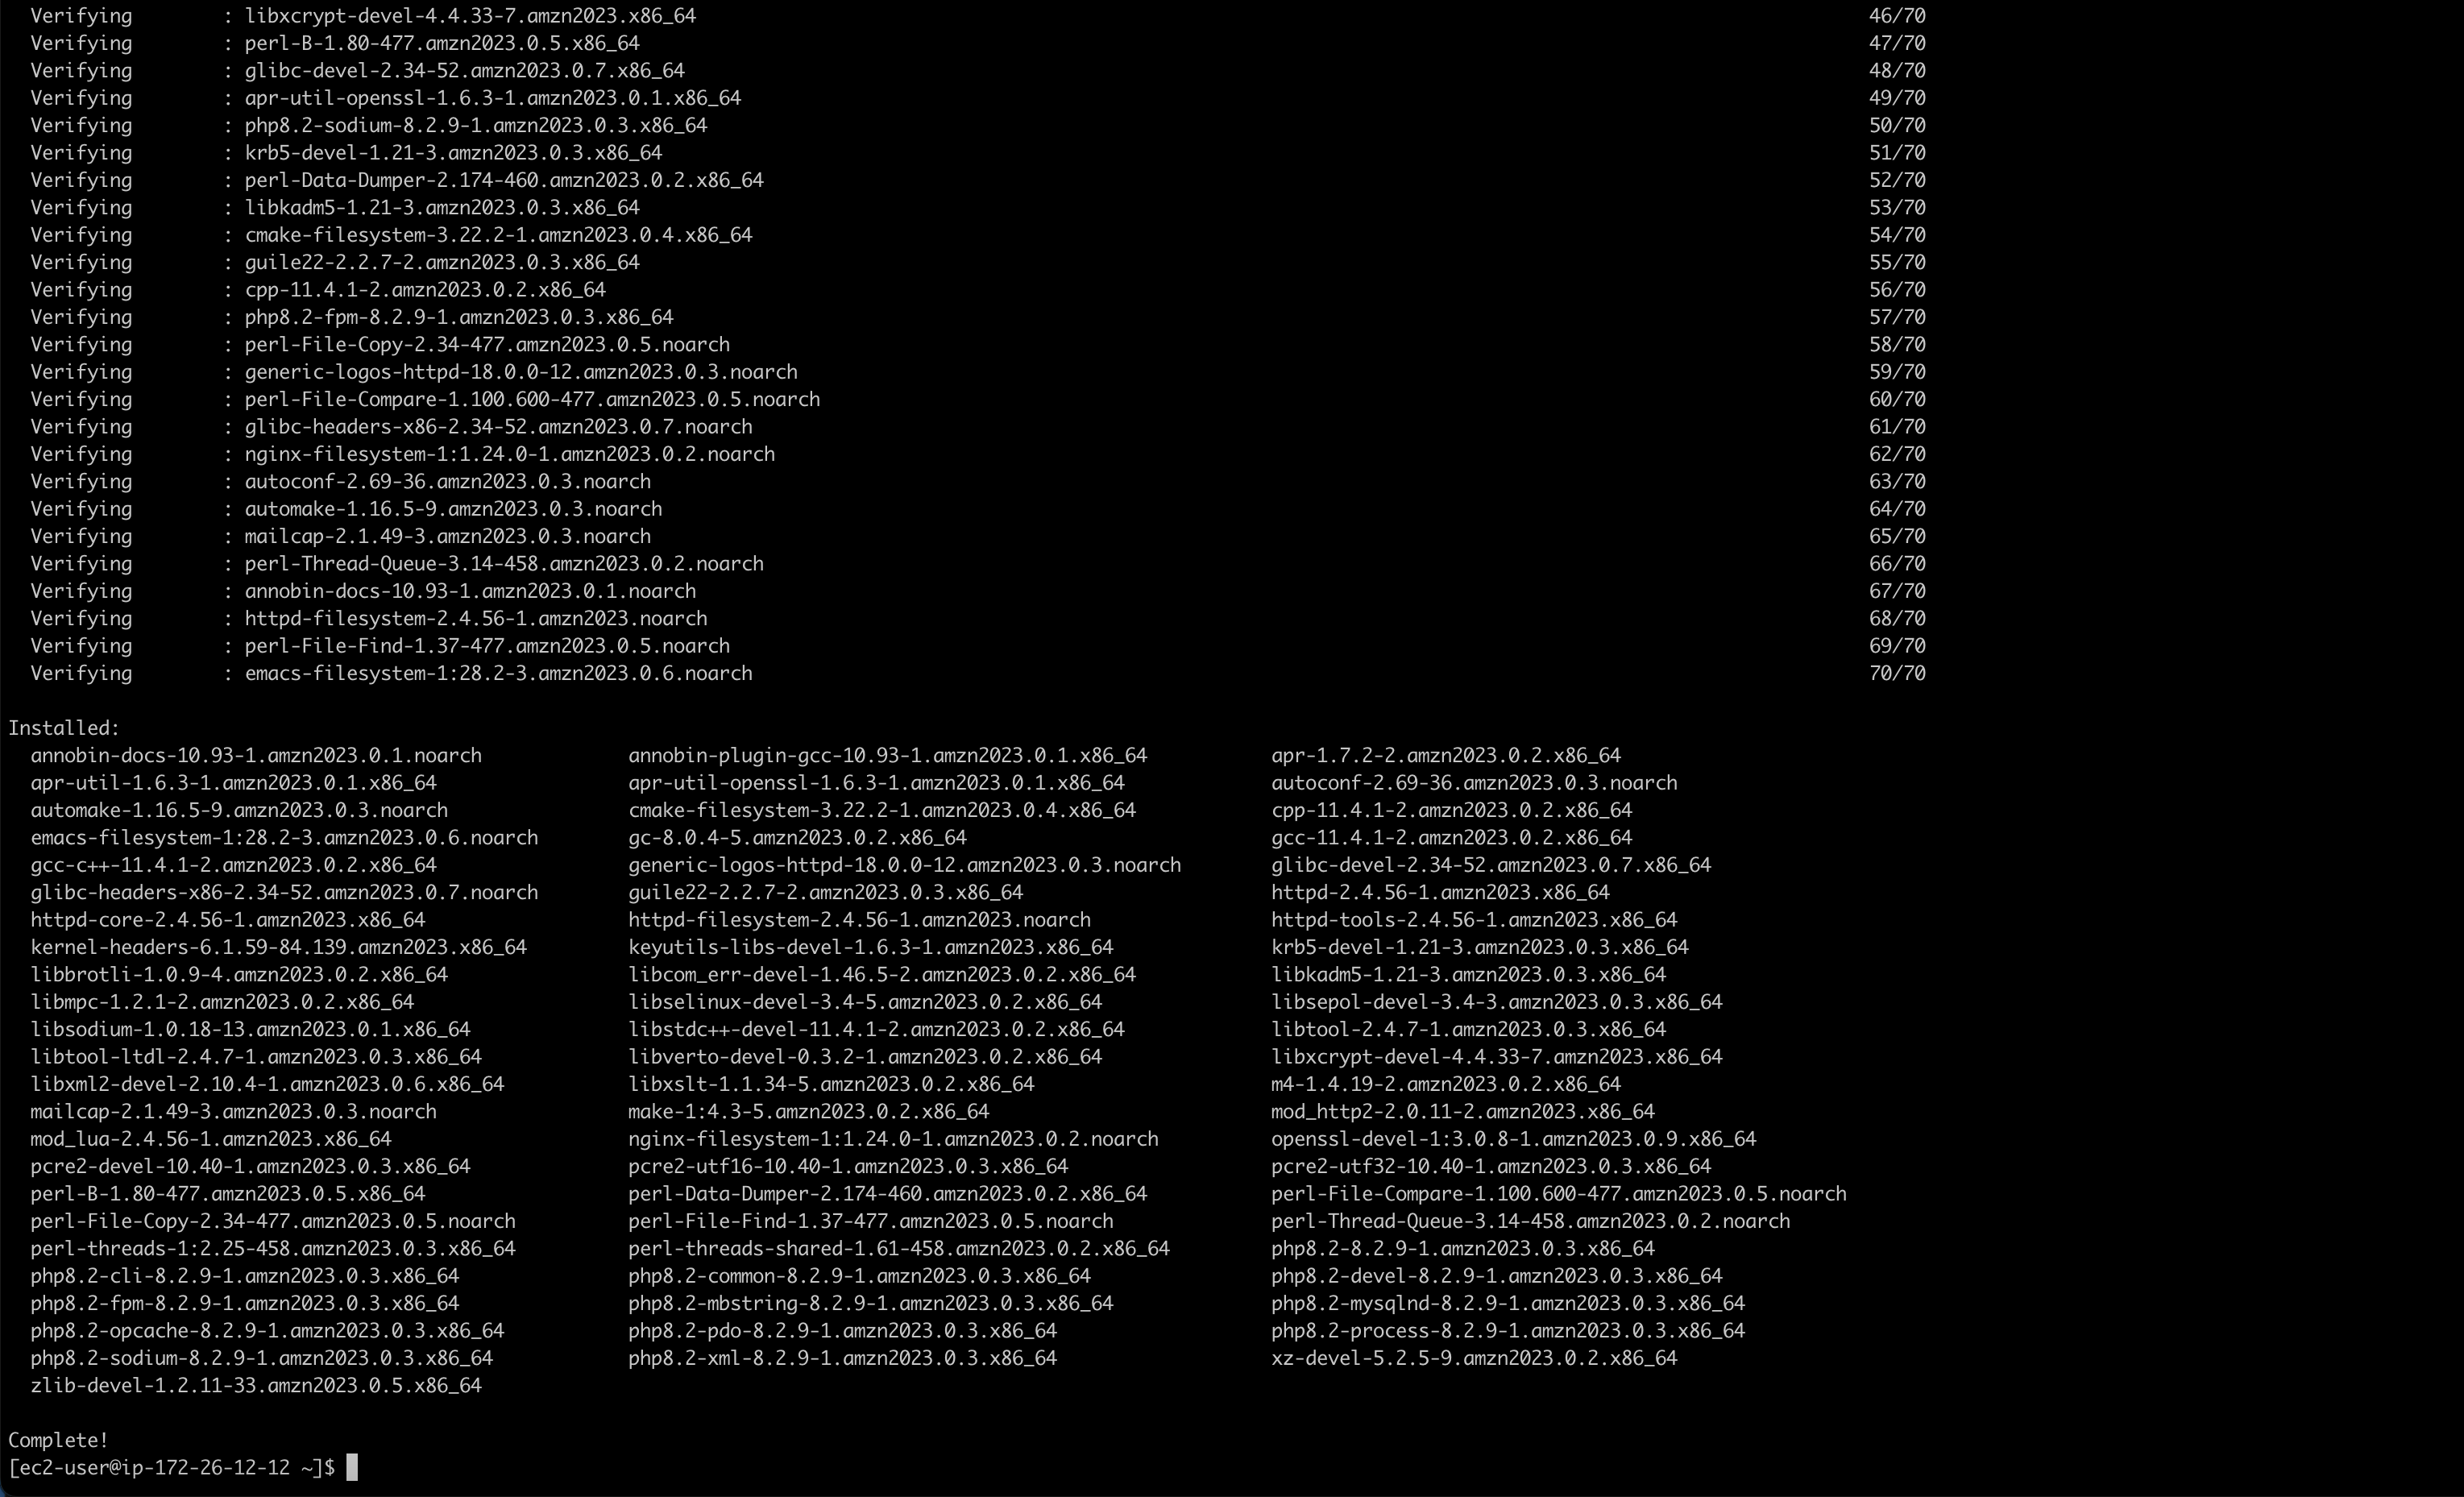 Verifying : libxcrypt-devel-4.4.33-7.amzn2023.x86_64 46/70
Verifying : perl-B-1.80-477.amzn2023.0.5.x86_64 47/70
Verifying : glibc-devel-2.34-52.amzn2023.0.7.x86_64 48/70
Verifying : apr-util-openssl-1.6.3-1.amzn2023.0.1.x86_64 49/70
Verifying : php8.2-sodium-8.2.9-1.amzn2023.0.3.x86_64 50/70
Verifying : krb5-devel-1.21-3.amzn2023.0.3.x86_64 51/70
Verifying : perl-Data-Dumper-2.174-460.amzn2023.0.2.x86_64 52/70
Verifying : libkadm5-1.21-3.amzn2023.0.3.x86_64 53/70
Verifying : cmake-filesystem-3.22.2-1.amzn2023.0.4.x86_64 54/70
Verifying : guile22-2.2.7-2.amzn2023.0.3.x86_64 55/70
Verifying : cpp-11.4.1-2.amzn2023.0.2.x86_64 56/70
Verifying : php8.2-fpm-8.2.9-1.amzn2023.0.3.x86_64 57/70
Verifying : perl-File-Copy-2.34-477.amzn2023.0.5.noarch 58/70
Verifying : generic-logos-httpd-18.0.0-12.amzn2023.0.3.noarch 59/70
Verifying : perl-File-Compare-1.100.600-477.amzn2023.0.5.noarch 60/70
Verifying : glibc-headers-x86-2.34-52.amzn2023.0.7.noarch 61/70
Verifying : nginx-filesystem-1:1.24.0-1.amzn2023.0.2.noarch 62/70
Verifying : autoconf-2.69-36.amzn2023.0.3.noarch 63/70
Verifying : automake-1.16.5-9.amzn2023.0.3.noarch 64/70
Verifying : mailcap-2.1.49-3.amzn2023.0.3.noarch 65/70
Verifying : perl-Thread-Queue-3.14-458.amzn2023.0.2.noarch 66/70
Verifying : annobin-docs-10.93-1.amzn2023.0.1.noarch 67/70
Verifying : httpd-filesystem-2.4.56-1.amzn2023.noarch 68/70
Verifying : perl-File-Find-1.37-477.amzn2023.0.5.noarch 69/70
Verifying : emacs-filesystem-1:28.2-3.amzn2023.0.6.noarch 70/70
Installed:
annobin-docs-10.93-1.amzn2023.0.1.noarch annobin-plugin-gcc-10.93-1.amzn2023.0.1.x86_64 apr-1.7.2-2.amzn2023.0.2.x86_64
apr-util-1.6.3-1.amzn2023.0.1.x86_64 apr-util-openssl-1.6.3-1.amzn2023.0.1.x86_64 autoconf-2.69-36.amzn2023.0.3.noarch
automake-1.16.5-9.amzn2023.0.3.noarch cmake-filesystem-3.22.2-1.amzn2023.0.4.x86_64 cpp-11.4.1-2.amzn2023.0.2.x86_64
emacs-filesystem-1:28.2-3.amzn2023.0.6.noarch gc-8.0.4-5.amzn2023.0.2.x86_64 gcc-11.4.1-2.amzn2023.0.2.x86_64
gcc-c++-11.4.1-2.amzn2023.0.2.x86_64 generic-logos-httpd-18.0.0-12.amzn2023.0.3.noarch glibc-devel-2.34-52.amzn2023.0.7.x86_64
glibc-headers-x86-2.34-52.amzn2023.0.7.noarch guile22-2.2.7-2.amzn2023.0.3.x86_64 httpd-2.4.56-1.amzn2023.x86_64
httpd-core-2.4.56-1.amzn2023.x86_64 httpd-filesystem-2.4.56-1.amzn2023.noarch httpd-tools-2.4.56-1.amzn2023.x86_64
kernel-headers-6.1.59-84.139.amzn2023.x86_64 keyutils-libs-devel-1.6.3-1.amzn2023.x86_64 krb5-devel-1.21-3.amzn2023.0.3.x86_64
libbrotli-1.0.9-4.amzn2023.0.2.x86_64 libcom_err-devel-1.46.5-2.amzn2023.0.2.x86_64 libkadm5-1.21-3.amzn2023.0.3.x86_64
libmpc-1.2.1-2.amzn2023.0.2.x86_64 libselinux-devel-3.4-5.amzn2023.0.2.x86_64 libsepol-devel-3.4-3.amzn2023.0.3.x86_64
libsodium-1.0.18-13.amzn2023.0.1.x86_64 libstdc++-devel-11.4.1-2.amzn2023.0.2.x86_64 libtool-2.4.7-1.amzn2023.0.3.x86_64
libtool-ltdl-2.4.7-1.amzn2023.0.3.x86_64 libverto-devel-0.3.2-1.amzn2023.0.2.x86_64 libxcrypt-devel-4.4.33-7.amzn2023.x86_64
libxml2-devel-2.10.4-1.amzn2023.0.6.x86_64 libxslt-1.1.34-5.amzn2023.0.2.x86_64 m4-1.4.19-2.amzn2023.0.2.x86_64
mailcap-2.1.49-3.amzn2023.0.3.noarch make-1:4.3-5.amzn2023.0.2.x86_64 mod_http2-2.0.11-2.amzn2023.x86_64
mod_lua-2.4.56-1.amzn2023.x86_64 nginx-filesystem-1:1.24.0-1.amzn2023.0.2.noarch openssl-devel-1:3.0.8-1.amzn2023.0.9.x86_64
pcre2-devel-10.40-1.amzn2023.0.3.x86_64 pcre2-utf16-10.40-1.amzn2023.0.3.x86_64 pcre2-utf32-10.40-1.amzn2023.0.3.x86_64
perl-B-1.80-477.amzn2023.0.5.x86_64 perl-Data-Dumper-2.174-460.amzn2023.0.2.x86_64 perl-File-Compare-1.100.600-477.amzn2023.0.5.noarch
perl-File-Copy-2.34-477.amzn2023.0.5.noarch perl-File-Find-1.37-477.amzn2023.0.5.noarch perl-Thread-Queue-3.14-458.amzn2023.0.2.noarch
perl-threads-1:2.25-458.amzn2023.0.3.x86_64 perl-threads-shared-1.61-458.amzn2023.0.2.x86_64 php8.2-8.2.9-1.amzn2023.0.3.x86_64
php8.2-cli-8.2.9-1.amzn2023.0.3.x86_64 php8.2-common-8.2.9-1.amzn2023.0.3.x86_64 php8.2-devel-8.2.9-1.amzn2023.0.3.x86_64
php8.2-fpm-8.2.9-1.amzn2023.0.3.x86_64 php8.2-mbstring-8.2.9-1.amzn2023.0.3.x86_64 php8.2-mysqlnd-8.2.9-1.amzn2023.0.3.x86_64
php8.2-opcache-8.2.9-1.amzn2023.0.3.x86_64 php8.2-pdo-8.2.9-1.amzn2023.0.3.x86_64 php8.2-process-8.2.9-1.amzn2023.0.3.x86_64
php8.2-sodium-8.2.9-1.amzn2023.0.3.x86_64 php8.2-xml-8.2.9-1.amzn2023.0.3.x86_64 xz-devel-5.2.5-9.amzn2023.0.2.x86_64
zlib-devel-1.2.11-33.amzn2023.0.5.x86_64
Complete!
[ec2-user@ip-172-26-12-12 ~]$